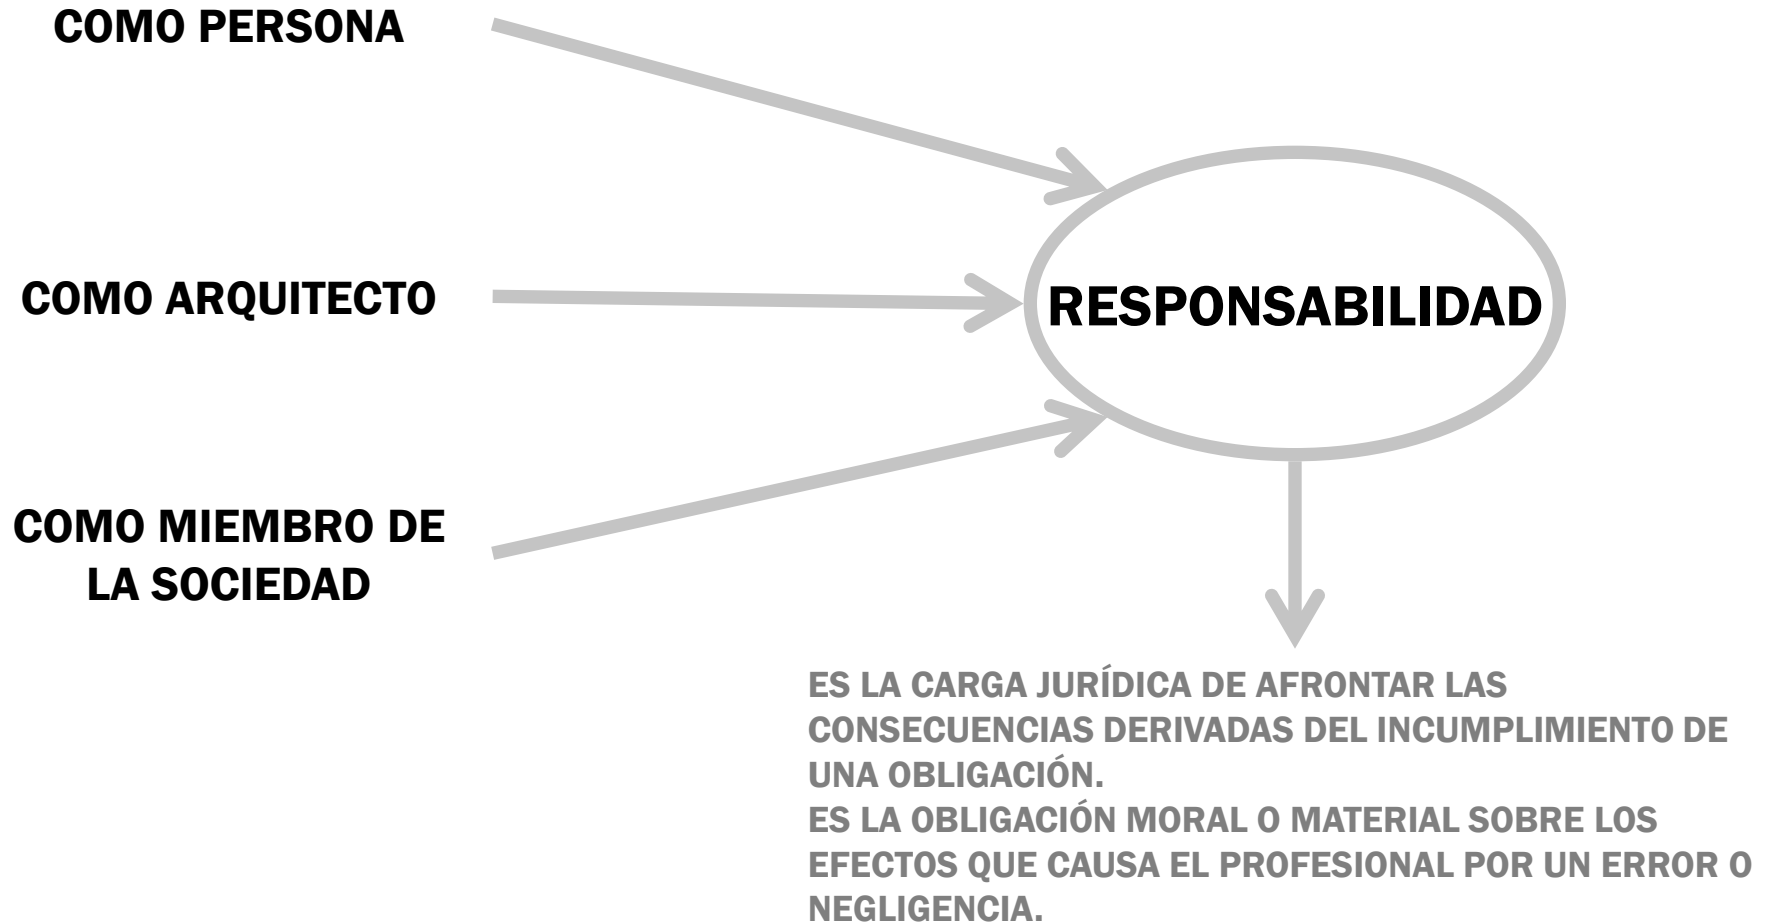 COMO PERSONA
COMO ARQUITECTO
RESPONSABILIDAD
COMO MIEMBRO DE
LA SOCIEDAD
ES LA CARGA JURÍDICA DE AFRONTAR LAS
CONSECUENCIAS DERIVADAS DEL INCUMPLIMIENTO DE
UNA OBLIGACIÓN.
ES LA OBLIGACIÓN MORAL O MATERIAL SOBRE LOS
EFECTOS QUE CAUSA EL PROFESIONAL POR UN ERROR O
NEGLIGENCIA.